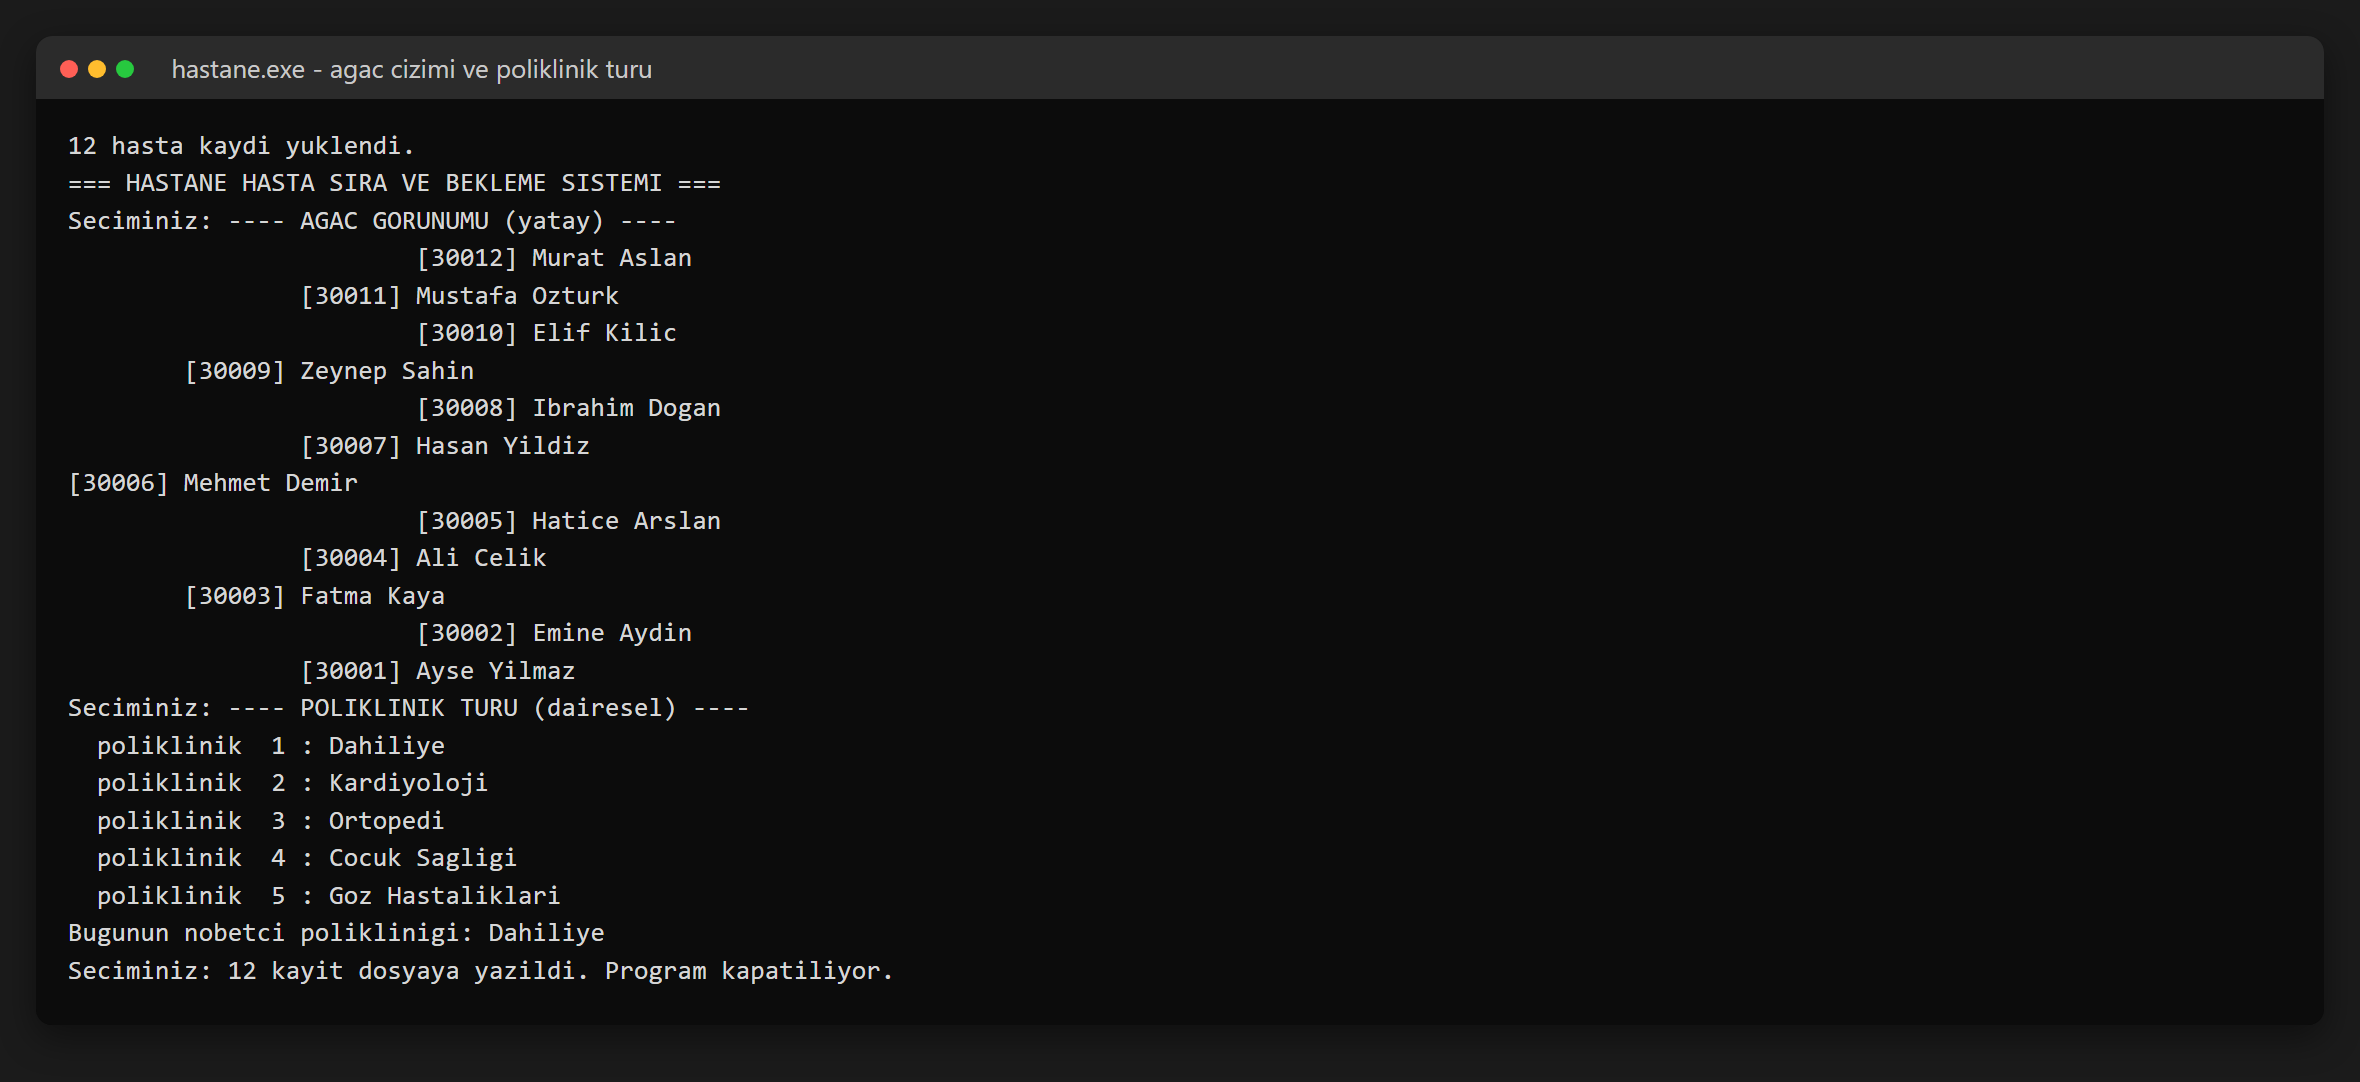 hastane.exe - agac cizimi ve poliklinik turu
12 hasta kaydi yuklendi.
=== HASTANE HASTA SIRA VE BEKLEME SISTEMI ===
Seciminiz: ---- AGAC GORUNUMU (yatay) ----
                        [30012] Murat Aslan
                [30011] Mustafa Ozturk
                        [30010] Elif Kilic
        [30009] Zeynep Sahin
                        [30008] Ibrahim Dogan
                [30007] Hasan Yildiz
[30006] Mehmet Demir
                        [30005] Hatice Arslan
                [30004] Ali Celik
        [30003] Fatma Kaya
                        [30002] Emine Aydin
                [30001] Ayse Yilmaz
Seciminiz: ---- POLIKLINIK TURU (dairesel) ----
  poliklinik  1 : Dahiliye
  poliklinik  2 : Kardiyoloji
  poliklinik  3 : Ortopedi
  poliklinik  4 : Cocuk Sagligi
  poliklinik  5 : Goz Hastaliklari
Bugunun nobetci poliklinigi: Dahiliye
Seciminiz: 12 kayit dosyaya yazildi. Program kapatiliyor.